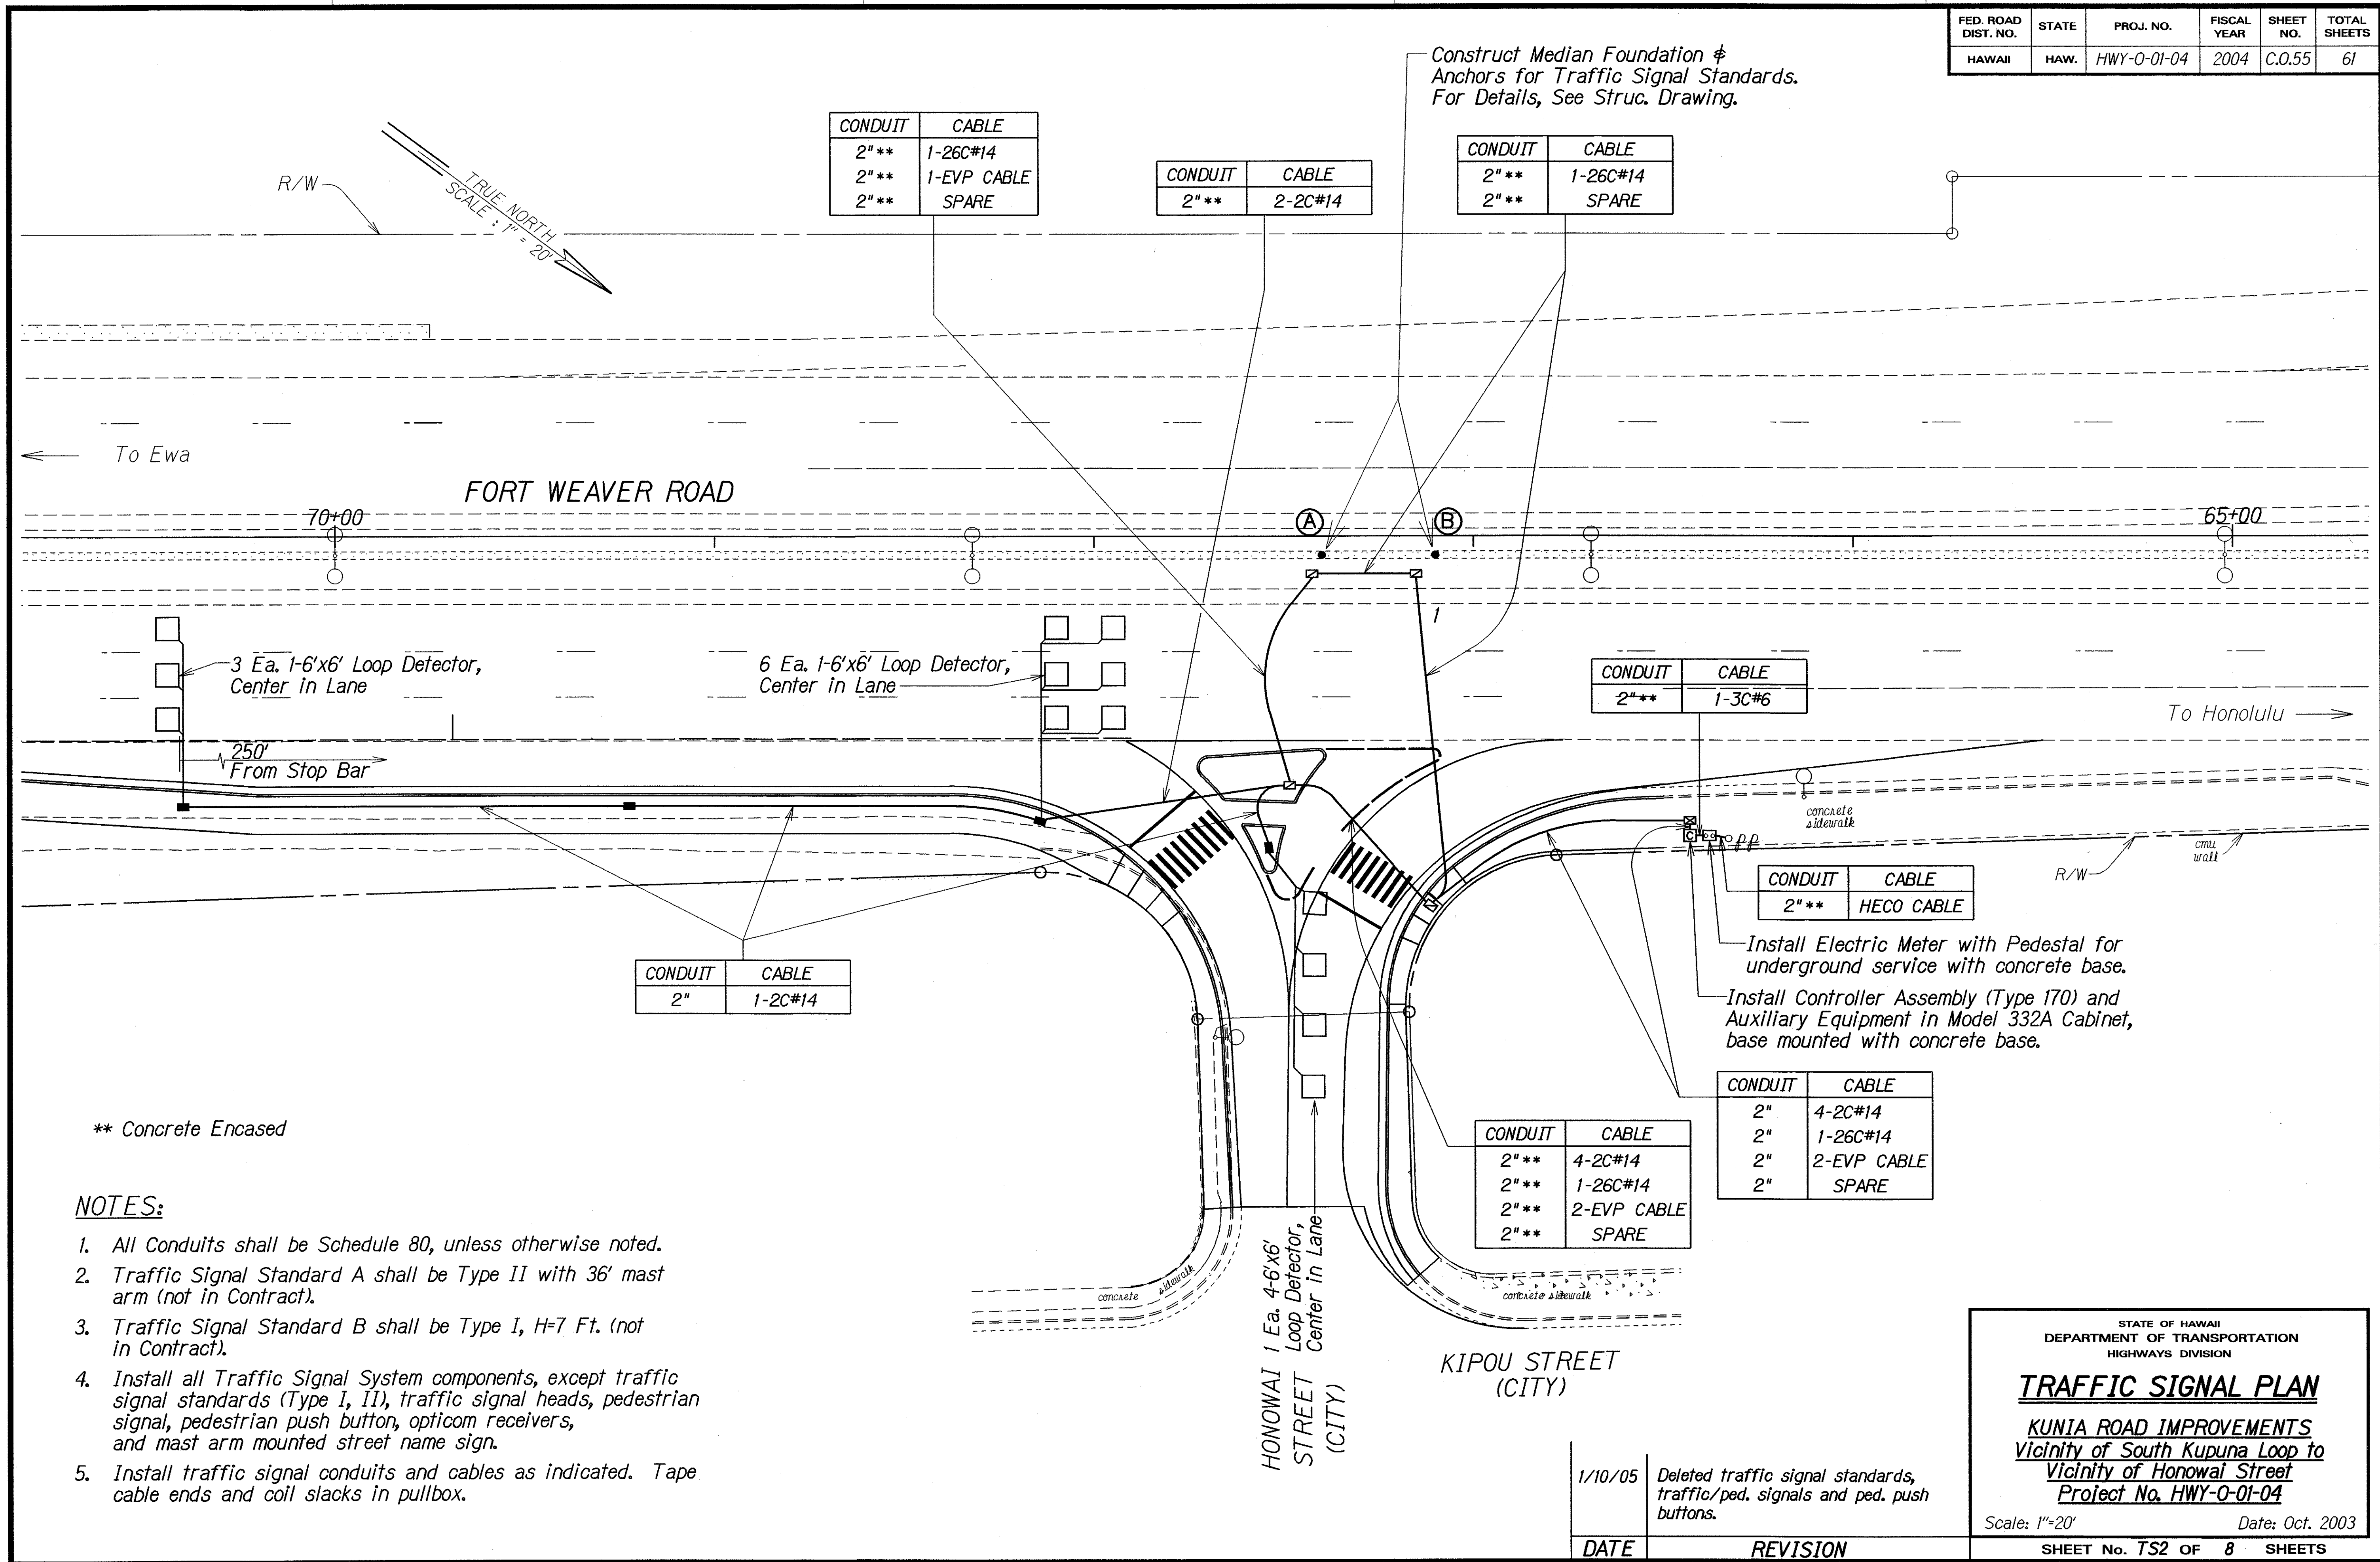 FED. ROAD DIST. NO. STATE PROJ. NO. FISCAL YEAR SHEET NO. TOTAL SHEETS
HAWAII HAW. HWY-O-01-04 2004 C.O.55 61
Construct Median Foundation &
Anchors for Traffic Signal Standards.
For Details, See Struc. Drawing.
CONDUIT CABLE
2"** 1-26C#14
2"** 1-EVP CABLE
2"** SPARE
CONDUIT CABLE
2"** 2-2C#14
CONDUIT CABLE
2"** 1-26C#14
2"** SPARE
R/W
TRUE NORTH
SCALE : 1" = 20'
To Ewa
FORT WEAVER ROAD
70+00
A
B
65+00
1
3 Ea. 1-6'x6' Loop Detector,
Center in Lane
6 Ea. 1-6'x6' Loop Detector,
Center in Lane
CONDUIT CABLE
2"** 1-3C#6
To Honolulu
250'
From Stop Bar
concrete
sidewalk
C
pp
cmu
wall
R/W
CONDUIT CABLE
2"** HECO CABLE
Install Electric Meter with Pedestal for
underground service with concrete base.
CONDUIT CABLE
2" 1-2C#14
Install Controller Assembly (Type 170) and
Auxiliary Equipment in Model 332A Cabinet,
base mounted with concrete base.
CONDUIT CABLE
2" 4-2C#14
2" 1-26C#14
2" 2-EVP CABLE
2" SPARE
CONDUIT CABLE
2"** 4-2C#14
2"** 1-26C#14
2"** 2-EVP CABLE
2"** SPARE
** Concrete Encased
NOTES:
1. All Conduits shall be Schedule 80, unless otherwise noted.
2. Traffic Signal Standard A shall be Type II with 36' mast
arm (not in Contract).
3. Traffic Signal Standard B shall be Type I, H=7 Ft. (not
in Contract).
4. Install all Traffic Signal System components, except traffic
signal standards (Type I, II), traffic signal heads, pedestrian
signal, pedestrian push button, opticom receivers,
and mast arm mounted street name sign.
5. Install traffic signal conduits and cables as indicated. Tape
cable ends and coil slacks in pullbox.
concrete sidewalk
concrete sidewalk
1 Ea. 4-6'x6'
Loop Detector,
Center in Lane
HONOWAI
STREET
(CITY)
KIPOU STREET
(CITY)
1/10/05 Deleted traffic signal standards,
traffic/ped. signals and ped. push
buttons.
DATE REVISION
STATE OF HAWAII
DEPARTMENT OF TRANSPORTATION
HIGHWAYS DIVISION
TRAFFIC SIGNAL PLAN
KUNIA ROAD IMPROVEMENTS
Vicinity of South Kupuna Loop to
Vicinity of Honowai Street
Project No. HWY-O-01-04
Scale: 1"=20' Date: Oct. 2003
SHEET No. TS2 OF 8 SHEETS